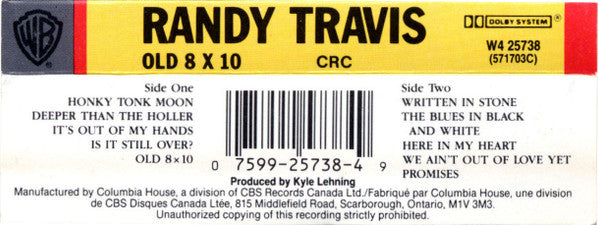 WB
RANDY TRAVIS
OLD 8 X 10
CRC
DOLBY SYSTEM®
W4 25738
(571703C)
Side One
HONKY TONK MOON
DEEPER THAN THE HOLLER
IT'S OUT OF MY HANDS
IS IT STILL OVER?
OLD 8×10
0 7599-25738-4 9
Side Two
WRITTEN IN STONE
THE BLUES IN BLACK
AND WHITE
HERE IN MY HEART
WE AIN'T OUT OF LOVE YET
PROMISES
Produced by Kyle Lehning
Manufactured by Columbia House, a division of CBS Records Canada Ltd./Fabriqué par Columbia House, une division
de CBS Disques Canada Ltée, 815 Middlefield Road, Scarborough, Ontario, M1V 3M3.
Unauthorized copying of this recording strictly prohibited.